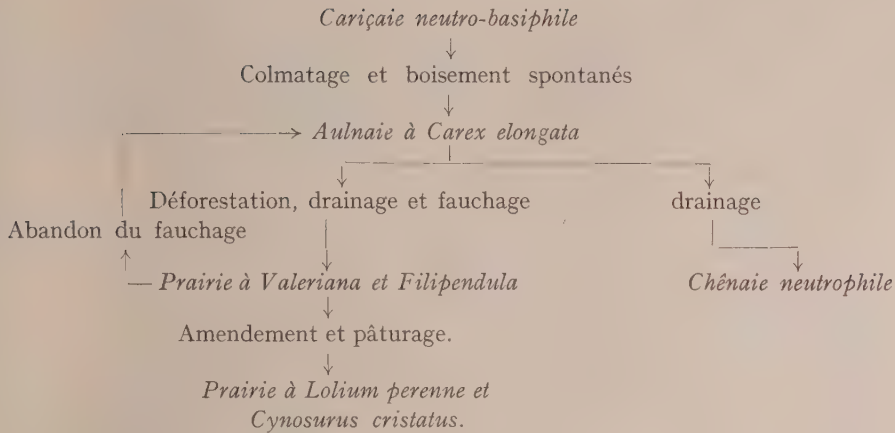 Cariçaie neutro-basiphile
Colmatage et boisement spontanés
Aulnaie à Carex elongata
Déforestation, drainage et fauchage
drainage
Abandon du fauchage
— Prairie à Valeriana et Filipendula
Chênaie neutrophile
Amendement et pâturage.
Prairie à Lolium perenne et
Cynosurus cristatus.